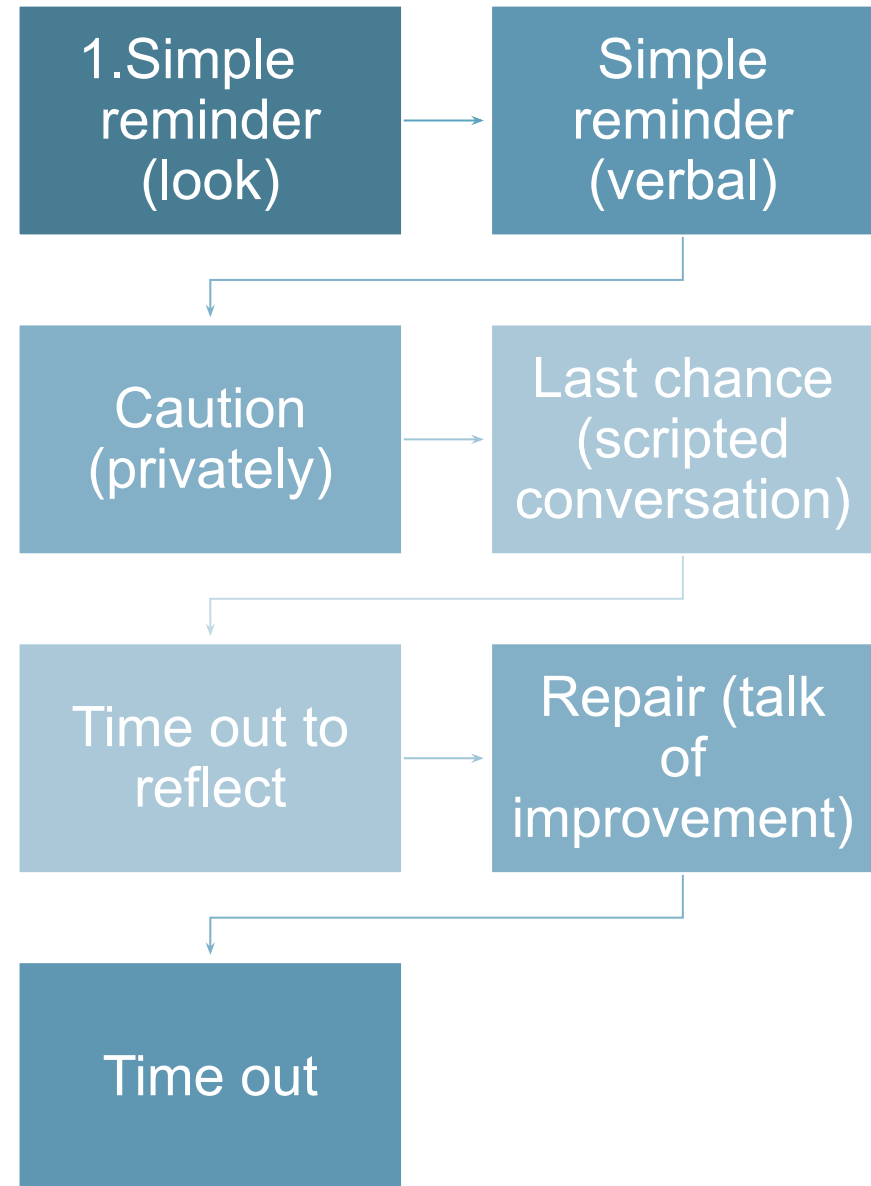 1.Simple
reminder
(look)
Simple
reminder
(verbal)
Caution
(privately)
Last chance
(scripted
conversation)
Time out to
reflect
Repair (talk
of
improvement)
Time out